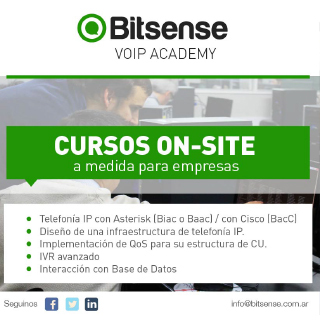 Bitsense
VOIP ACADEMY
CURSOS ON-SITE
a medida para empresas
Telefonía IP con Asterisk (Biac o Baac) / con Cisco (BacC)
Diseño de una infraestructura de telefonía IP.
Implementación de QoS para su estructura de CU.
IVR avanzado
Interacción con Base de Datos
Seguinos
info@bitsense.com.ar